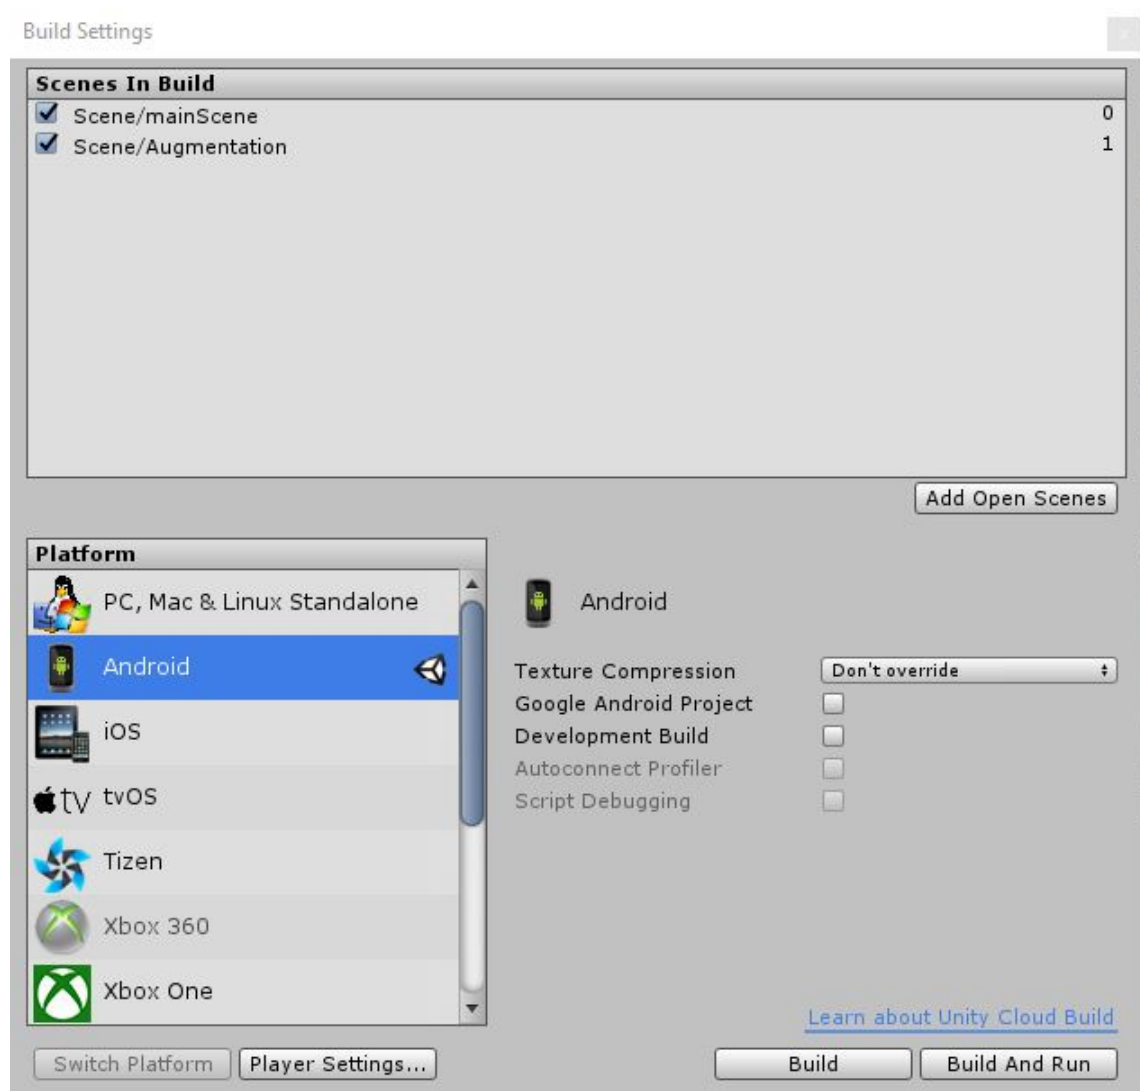 Build Settings
x
Scenes In Build
Scene/mainScene 0
Scene/Augmentation 1
Add Open Scenes
Platform
PC, Mac & Linux Standalone
Android
iOS
tv tvOS
Tizen
Xbox 360
Xbox One
Android
Texture Compression Don't override
Google Android Project
Development Build
Autoconnect Profiler
Script Debugging
Learn about Unity Cloud Build
Switch Platform Player Settings... Build Build And Run